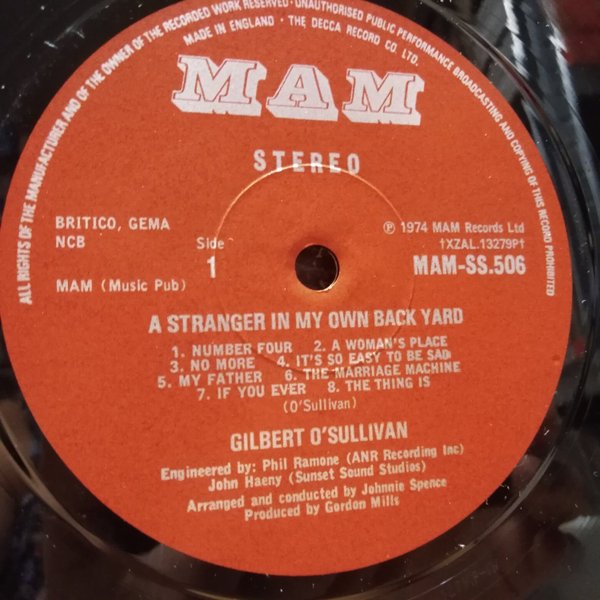 ALL RIGHTS OF THE MANUFACTURER AND OF THE OWNER OF THE RECORDED WORK RESERVED · UNAUTHORISED PUBLIC PERFORMANCE BROADCASTING AND COPYING OF THIS RECORD PROHIBITED
MADE IN ENGLAND · THE DECCA RECORD CO. LTD.
MAM
STEREO
BRITICO, GEMA
NCB
Side
1
MAM (Music Pub)
℗ 1974 MAM Records Ltd
†XZAL.13279P†
MAM-SS.506
A STRANGER IN MY OWN BACK YARD
1. NUMBER FOUR 2. A WOMAN'S PLACE
3. NO MORE 4. IT'S SO EASY TO BE SAD
5. MY FATHER 6. THE MARRIAGE MACHINE
7. IF YOU EVER 8. THE THING IS
(O'Sullivan)
GILBERT O'SULLIVAN
Engineered by: Phil Ramone (ANR Recording Inc)
John Haeny (Sunset Sound Studios)
Arranged and conducted by Johnnie Spence
Produced by Gordon Mills